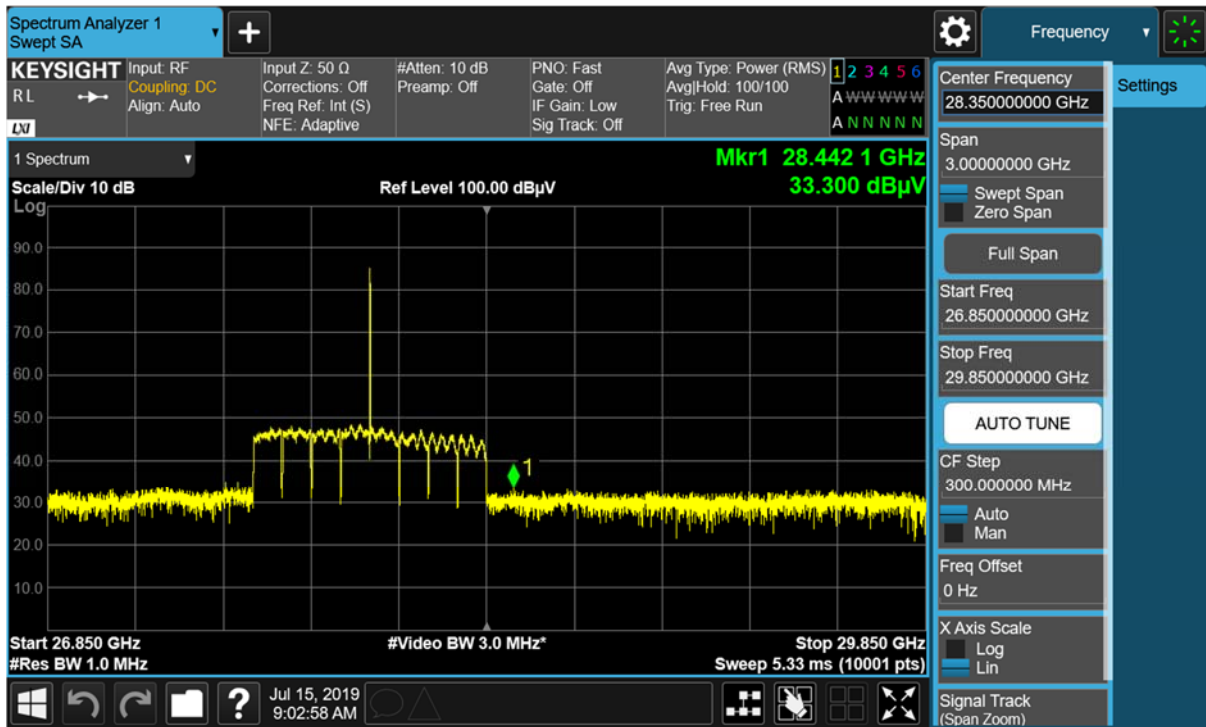 Spectrum Analyzer 1
Swept SA
+
Frequency
KEYSIGHT
R L
LXI
Input: RF
Coupling: DC
Align: Auto
Input Z: 50 Ω
Corrections: Off
Freq Ref: Int (S)
NFE: Adaptive
#Atten: 10 dB
Preamp: Off
PNO: Fast
Gate: Off
IF Gain: Low
Sig Track: Off
Avg Type: Power (RMS)
Avg|Hold: 100/100
Trig: Free Run
1 2 3 4 5 6
A W W W W W
A N N N N N
1 Spectrum
Scale/Div 10 dB
Log
Ref Level 100.00 dBµV
Mkr1 28.442 1 GHz
33.300 dBµV
90.0
80.0
70.0
60.0
50.0
40.0
30.0
20.0
10.0
1
Start 26.850 GHz
#Res BW 1.0 MHz
#Video BW 3.0 MHz*
Stop 29.850 GHz
Sweep 5.33 ms (10001 pts)
?
Jul 15, 2019
9:02:58 AM
Center Frequency
28.350000000 GHz
Span
3.00000000 GHz
Swept Span
Zero Span
Full Span
Start Freq
26.850000000 GHz
Stop Freq
29.850000000 GHz
AUTO TUNE
CF Step
300.000000 MHz
Auto
Man
Freq Offset
0 Hz
X Axis Scale
Log
Lin
Signal Track
(Span Zoom)
Settings